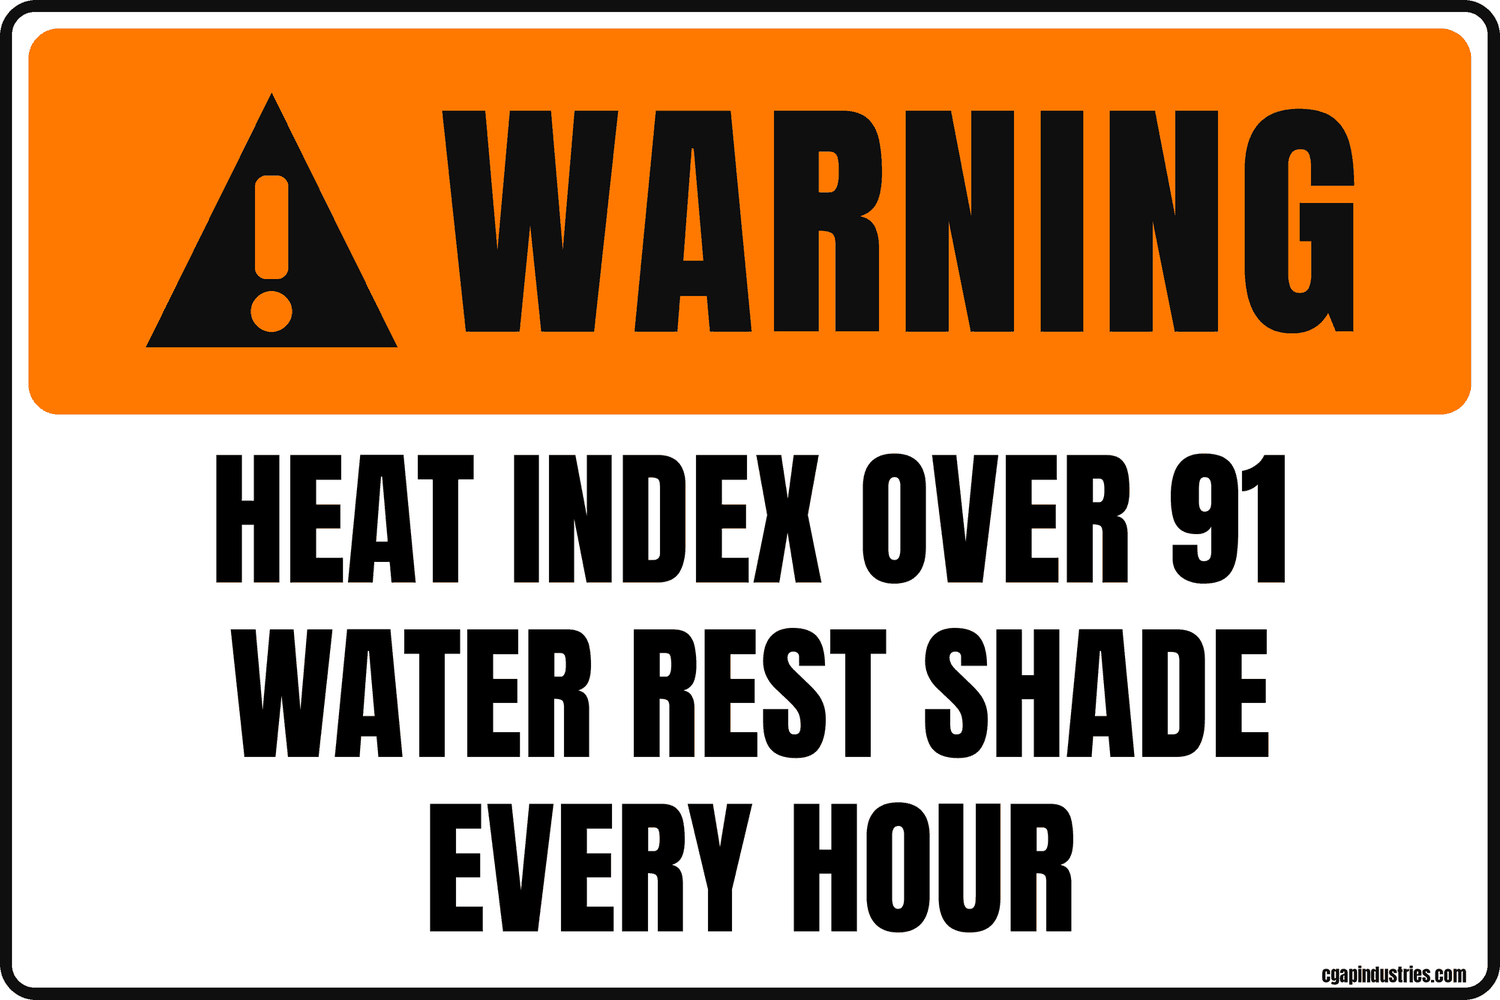 WARNING
HEAT INDEX OVER 91
WATER REST SHADE
EVERY HOUR
cgapindustries.com